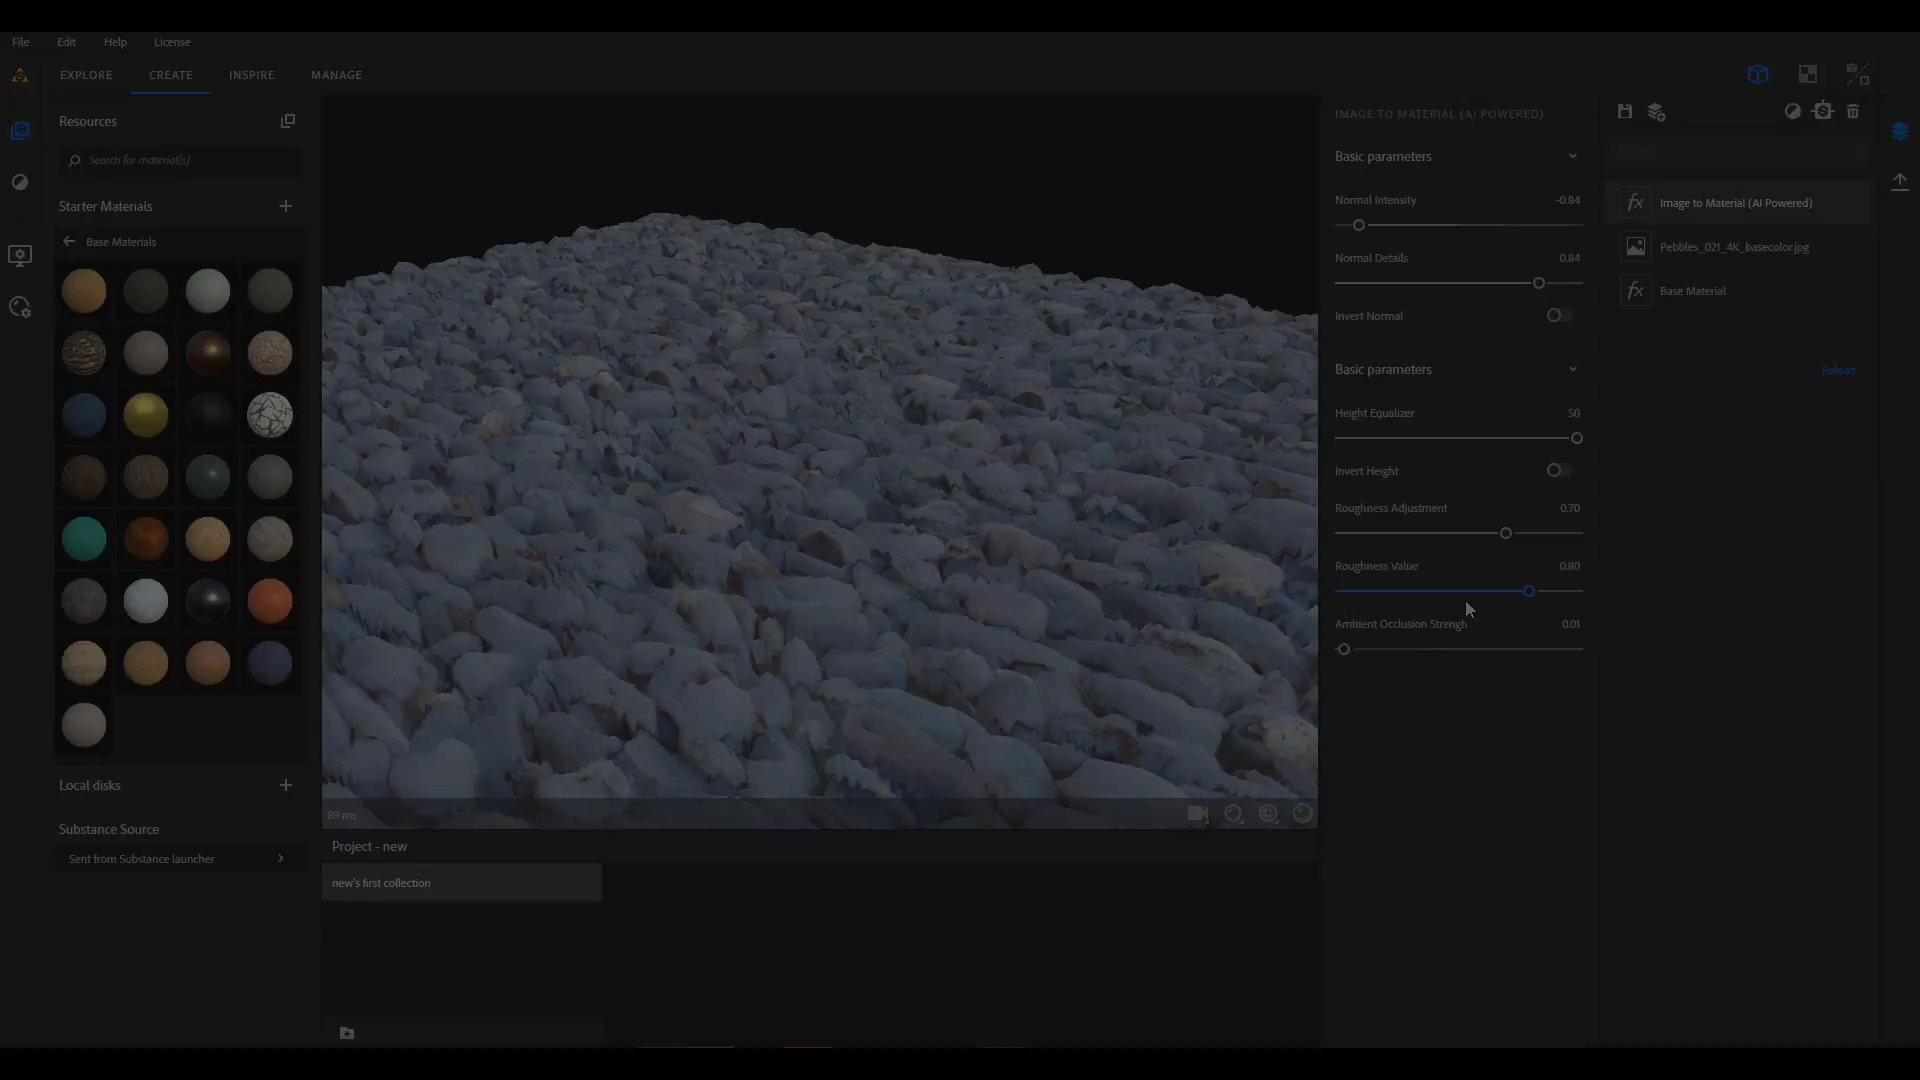 File Edit Help License
EXPLORE CREATE INSPIRE MANAGE
Resources
Search for material(s)
Starter Materials
Base Materials
Local disks
Substance Source
Sent from Substance launcher
89 ms
Project - new
new's first collection
IMAGE TO MATERIAL (AI POWERED)
Basic parameters
Normal Intensity -0.84
Normal Details 0.84
Invert Normal
Basic parameters
Height Equalizer 50
Invert Height
Roughness Adjustment 0.70
Roughness Value 0.80
Ambient Occlusion Strengh 0.01
Image to Material (AI Powered)
Pebbles_021_4K_basecolor.jpg
Base Material
Reload